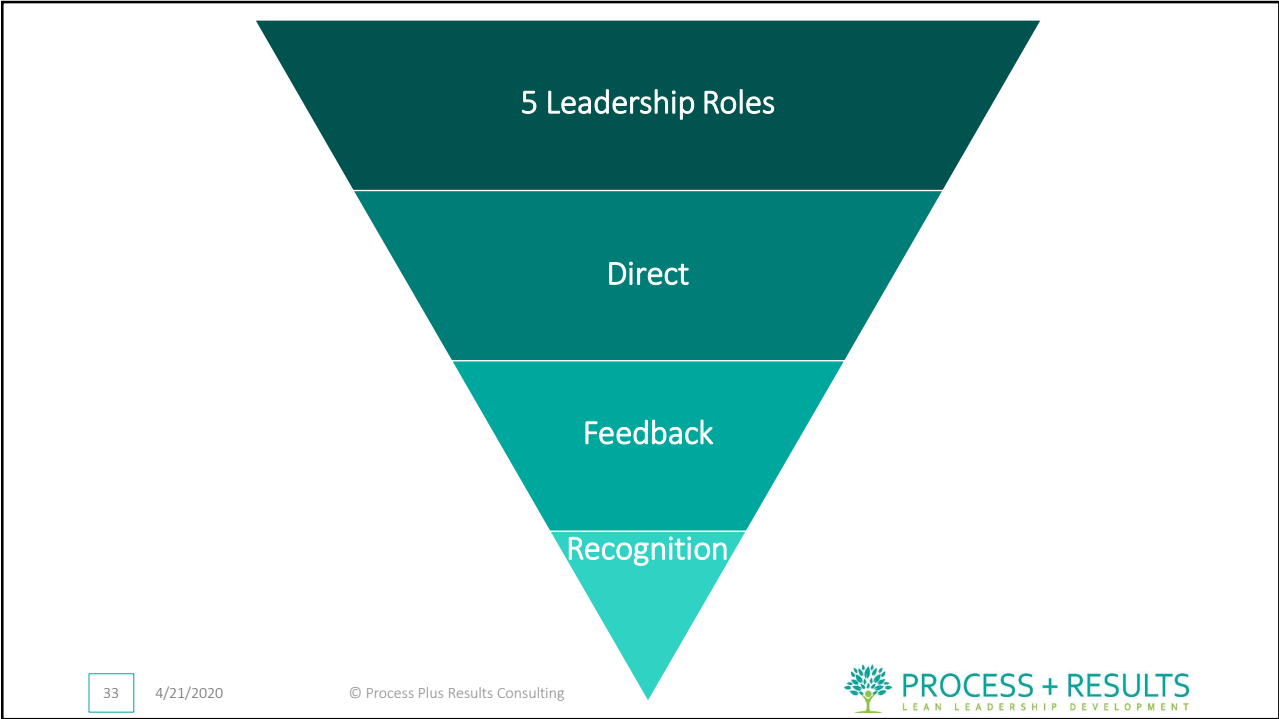 5 Leadership Roles
Direct
Feedback
Recognition
33 4/21/2020 © Process Plus Results Consulting
PROCESS + RESULTS
LEAN LEADERSHIP DEVELOPMENT